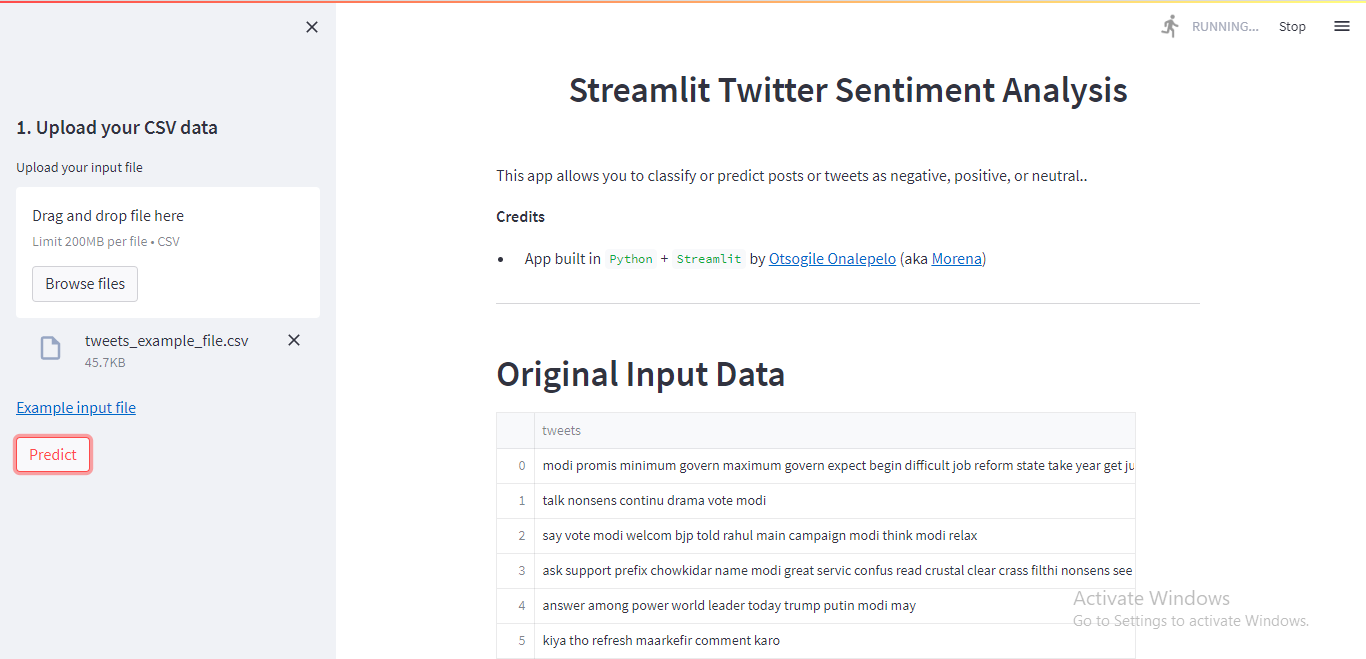 RUNNING...
Stop
1. Upload your CSV data
Upload your input file
Drag and drop file here
Limit 200MB per file • CSV
Browse files
tweets_example_file.csv
45.7KB
Example input file
Predict
Streamlit Twitter Sentiment Analysis
This app allows you to classify or predict posts or tweets as negative, positive, or neutral..
Credits
• App built in Python + Streamlit by Otsogile Onalepelo (aka Morena)
Original Input Data
tweets
0 modi promis minimum govern maximum govern expect begin difficult job reform state take year get ju
1 talk nonsens continu drama vote modi
2 say vote modi welcom bjp told rahul main campaign modi think modi relax
3 ask support prefix chowkidar name modi great servic confus read crustal clear crass filthi nonsens see
4 answer among power world leader today trump putin modi may
5 kiya tho refresh maarkefir comment karo
Activate Windows
Go to Settings to activate Windows.